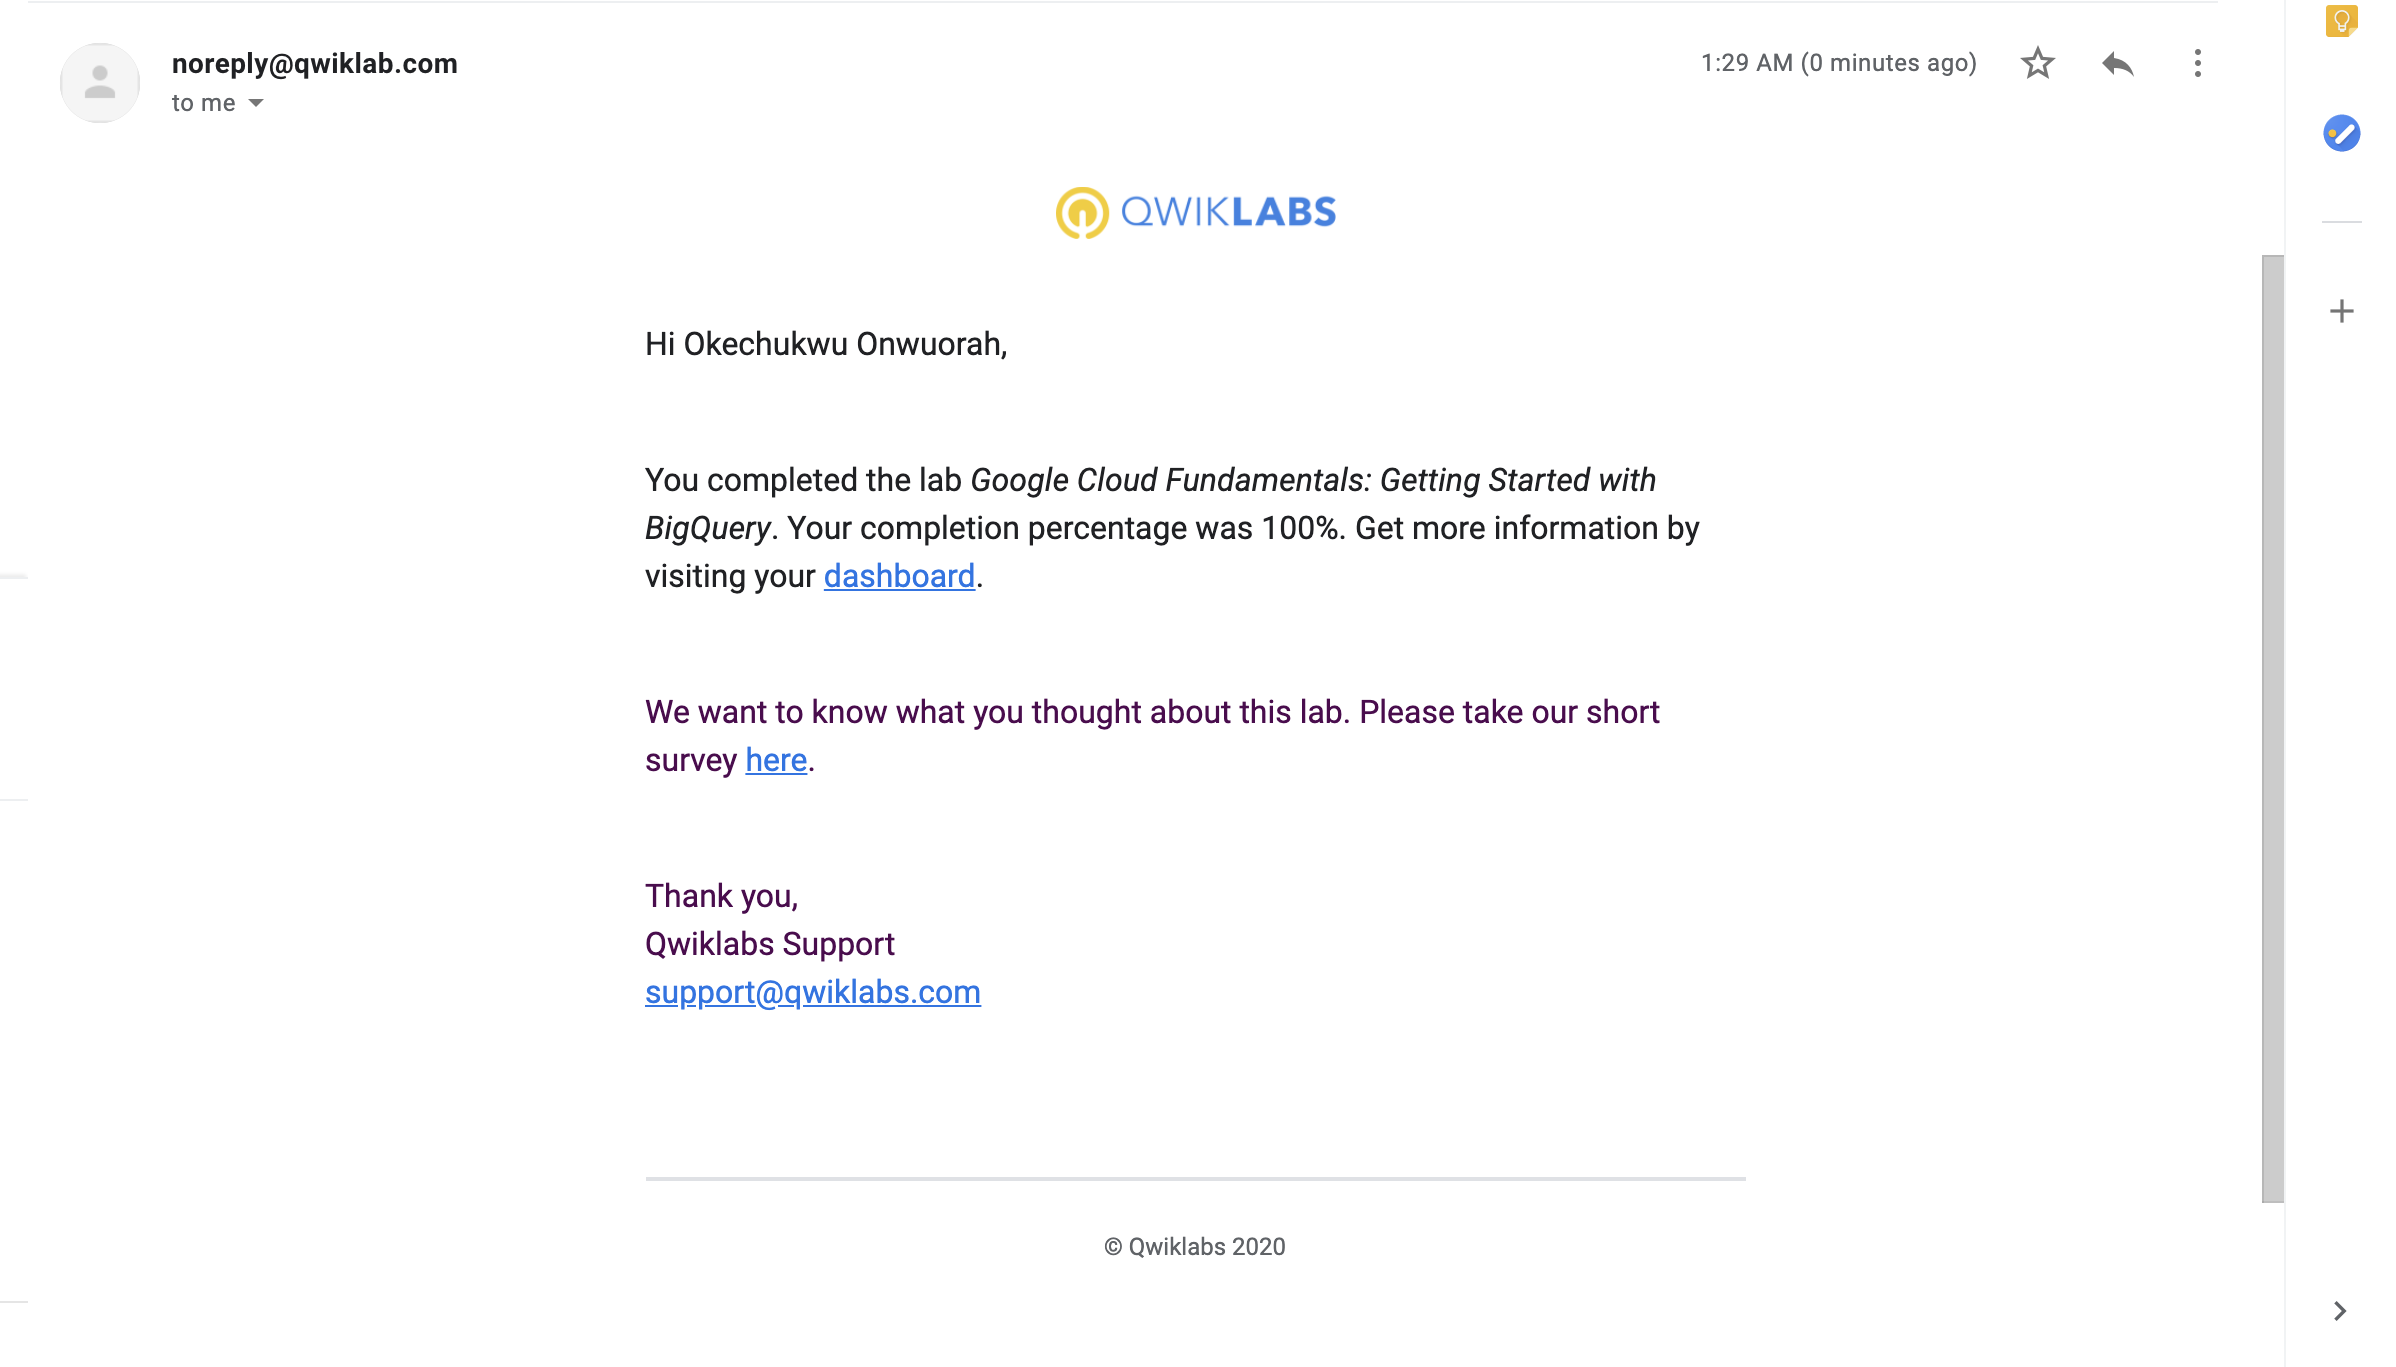 noreply@qwiklab.com
1:29 AM (0 minutes ago)
to me
QWIKLABS
Hi Okechukwu Onwuorah,
You completed the lab Google Cloud Fundamentals: Getting Started with
BigQuery. Your completion percentage was 100%. Get more information by
visiting your dashboard.
We want to know what you thought about this lab. Please take our short
survey here.
Thank you,
Qwiklabs Support
support@qwiklabs.com
© Qwiklabs 2020